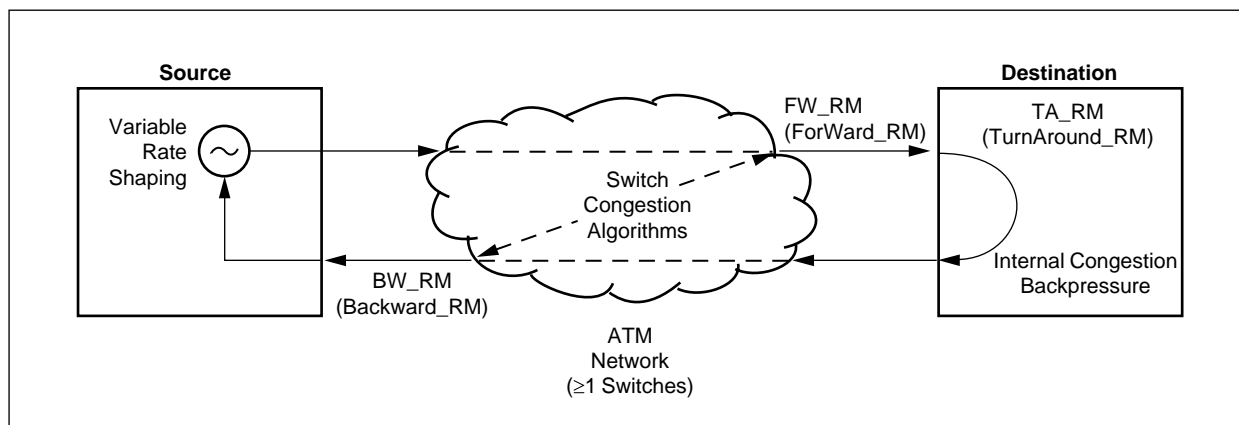 Source
Variable
Rate
Shaping
BW_RM
(Backward_RM)
Switch
Congestion
Algorithms
ATM
Network
(≥1 Switches)
FW_RM
(ForWard_RM)
Destination
TA_RM
(TurnAround_RM)
Internal Congestion
Backpressure